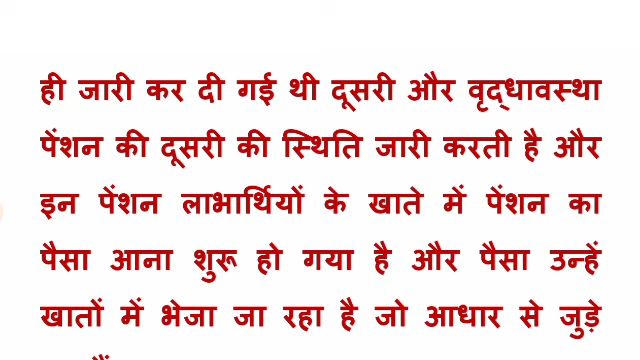 ही जारी कर दी गई थी दूसरी और वृद्धावस्था
पेंशन की दूसरी की स्थिति जारी करती है और
इन पेंशन लाभार्थियों के खाते में पेंशन का
पैसा आना शुरू हो गया है और पैसा उन्हें
खातों में भेजा जा रहा है जो आधार से जुड़े